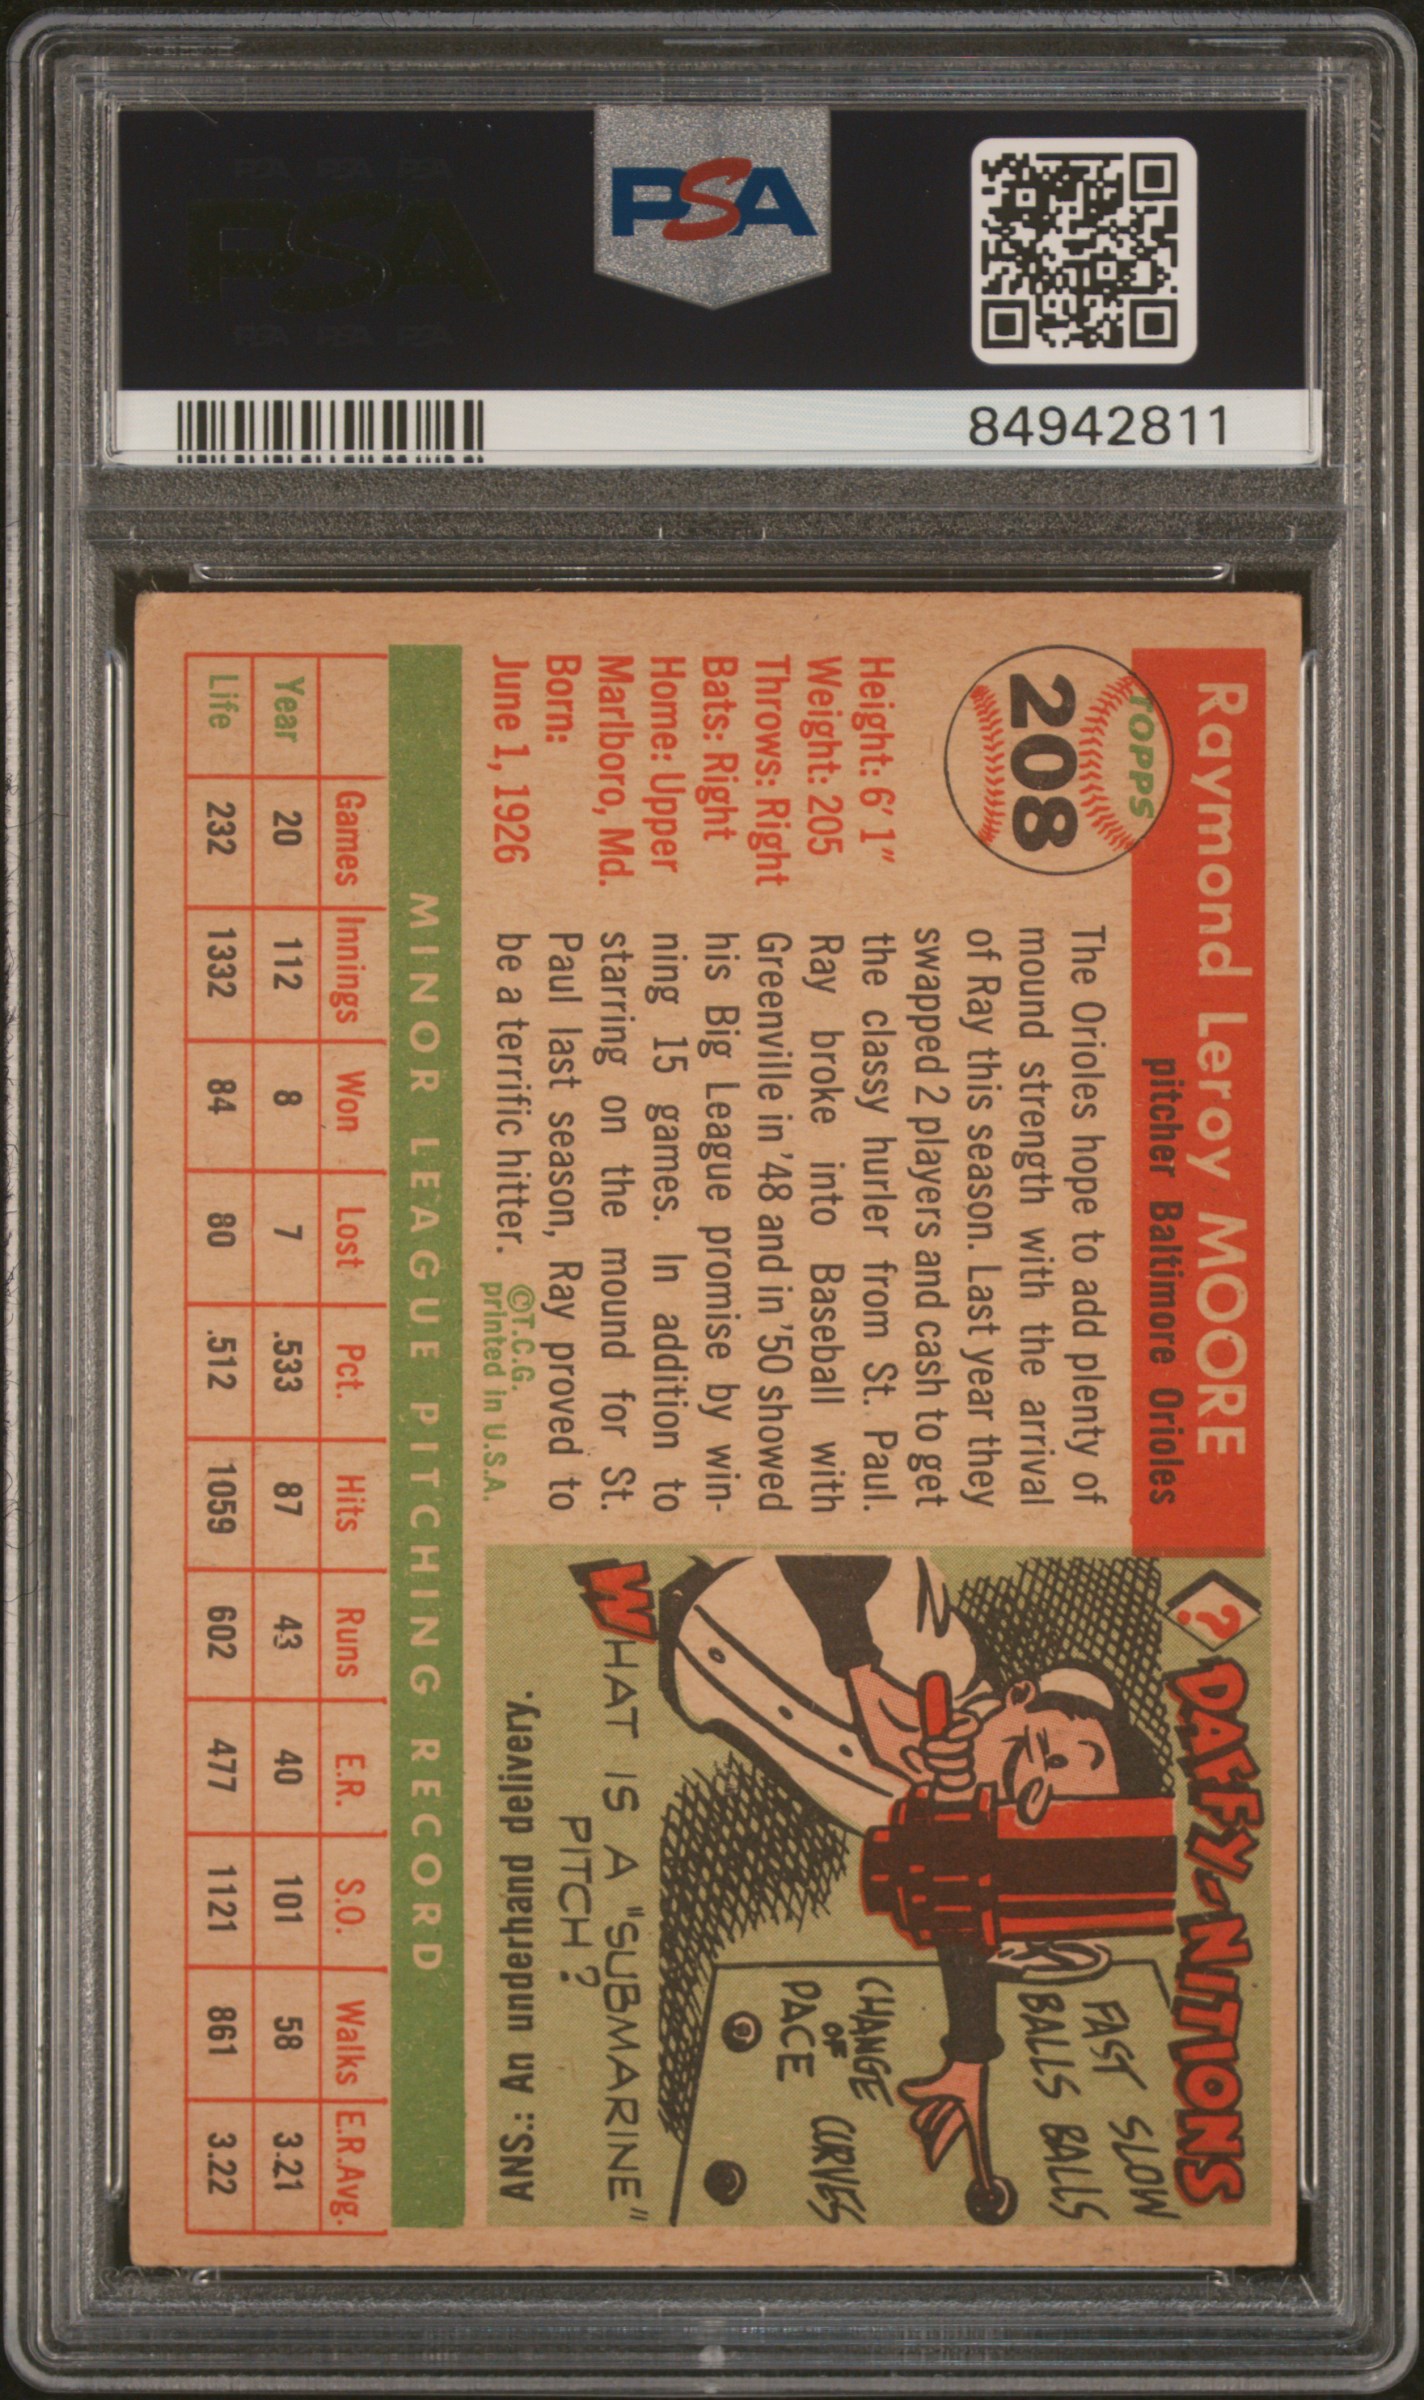 PSA PSA PSA
PSA
PSA PSA PSA
PSA
84942811
Raymond Leroy MOORE
pitcher Baltimore Orioles
TOPPS
208
Height: 6' 1"
Weight: 205
Throws: Right
Bats: Right
Home: Upper
Marlboro, Md.
Born:
June 1, 1926
The Orioles hope to add plenty of
mound strength with the arrival
of Ray this season. Last year they
swapped 2 players and cash to get
the classy hurler from St. Paul.
Ray broke into Baseball with
Greenville in '48 and in '50 showed
his Big League promise by win-
ning 15 games. In addition to
starring on the mound for St.
Paul last season, Ray proved to
be a terrific hitter.
©T.C.G.
printed in U.S.A.
? DAFFY-NITIONS
FAST BALLS
SLOW BALLS
CHANGE OF PACE
CURVES
WHAT IS A "SUBMARINE"
PITCH?
ANS.: An underhand delivery.
MINOR LEAGUE PITCHING RECORD
Games Innings Won Lost Pct. Hits Runs E.R. S.O. Walks E.R.Avg.
Year 20 112 8 7 .533 87 43 40 101 58 3.21
Life 232 1332 84 80 .512 1059 602 477 1121 861 3.22